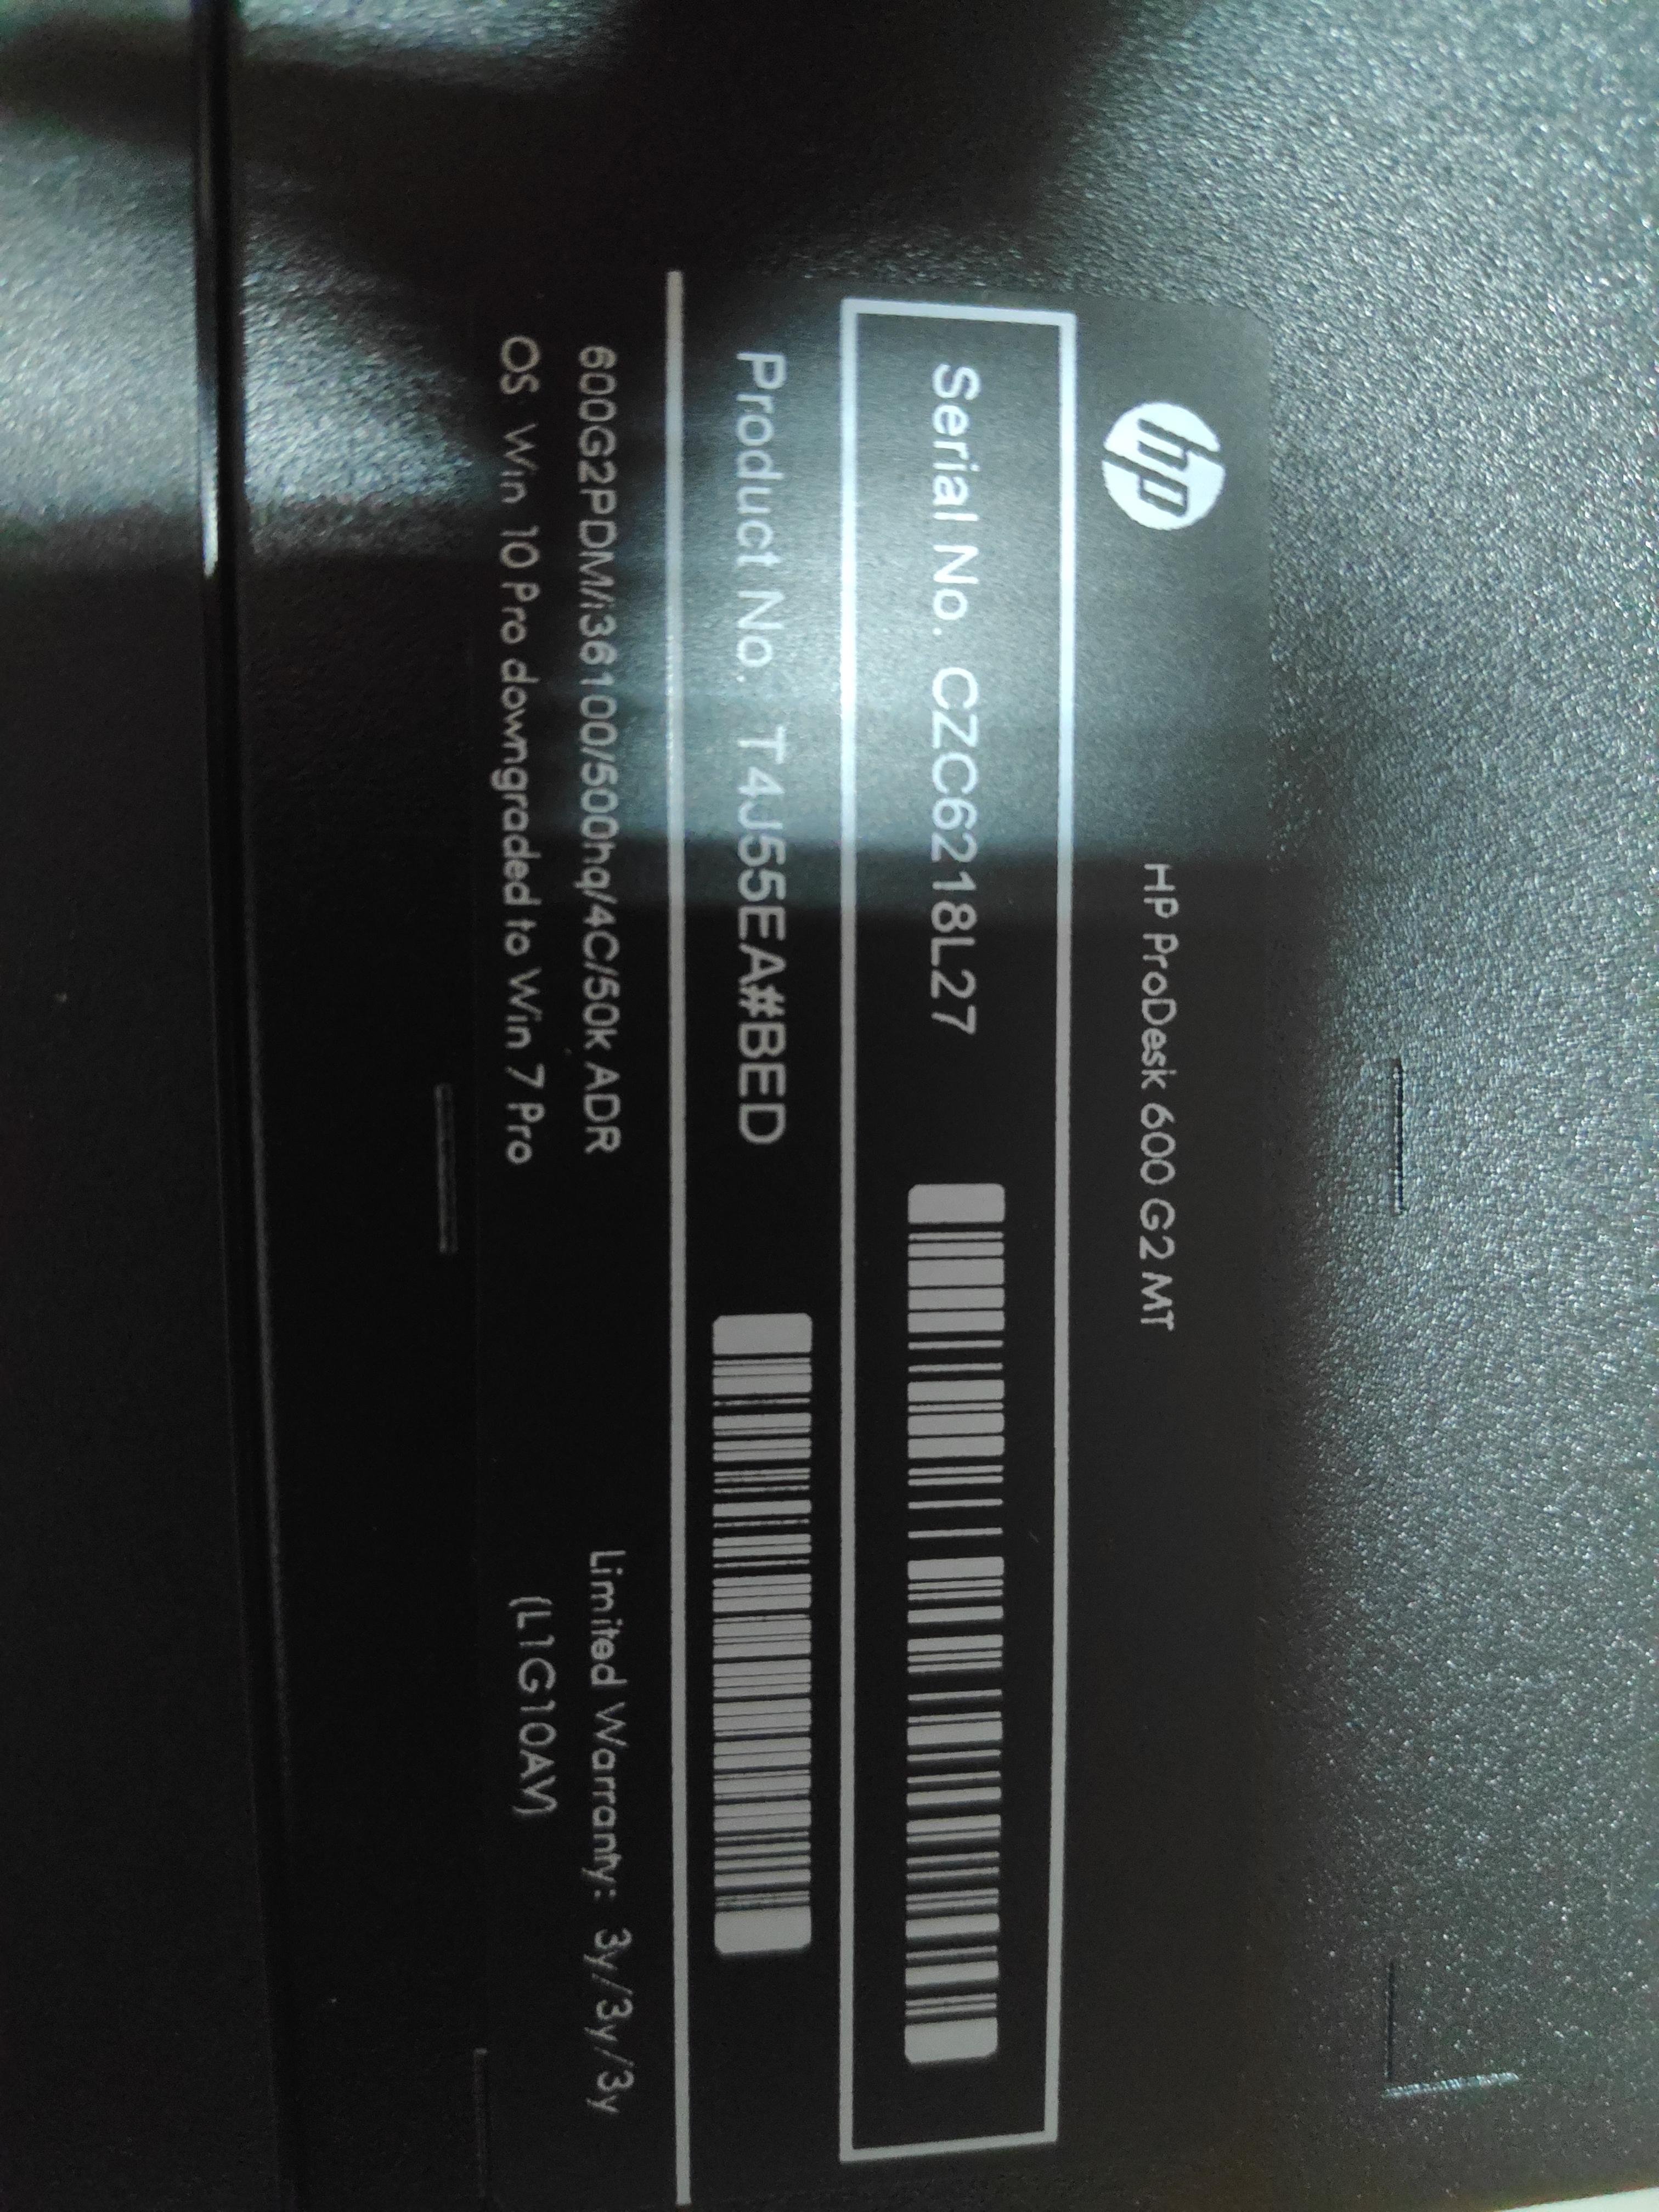 hp
HP ProDesk 600 G2 MT
Serial No. CZC6218L27
Product No. T4J55EA#BED
600G2PDM/i36100/500hq/4C/50k ADR
Limited Warranty: 3y/3y/3y
OS Win 10 Pro downgraded to Win 7 Pro
(L1G10AV)